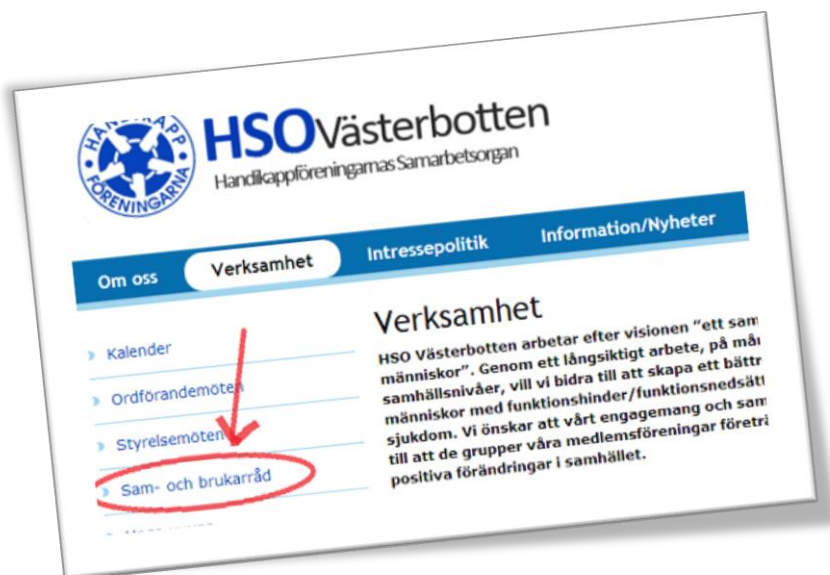 HANDIKAPP
FÖRENINGARNA
HSO Västerbotten
Handikappföreningarnas Samarbetsorgan
Om oss
Verksamhet
Intressepolitik
Information/Nyheter
Kalender
Ordförandemöten
Styrelsemöten
Sam- och brukarråd
Verksamhet
HSO Västerbotten arbetar efter visionen "ett sam
människor". Genom ett långsiktigt arbete, på mån
samhällsnivåer, vill vi bidra till att skapa ett bättr
människor med funktionshinder/funktionsnedsätt
sjukdom. Vi önskar att vårt engagemang och sam
till att de grupper våra medlemsföreningar företrä
positiva förändringar i samhället.